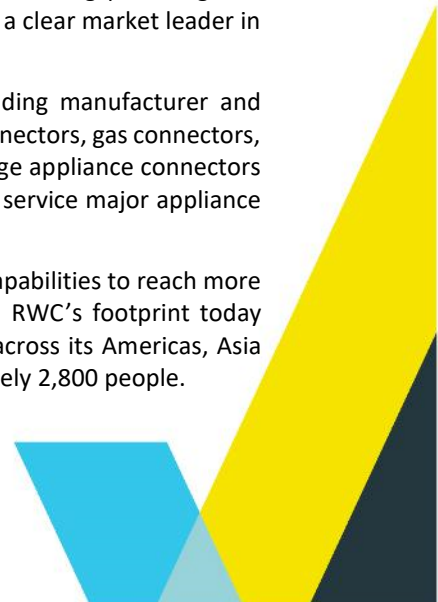 a clear market leader in
ding manufacturer and
nectors, gas connectors,
ge appliance connectors
service major appliance
apabilities to reach more
RWC's footprint today
across its Americas, Asia
ely 2,800 people.